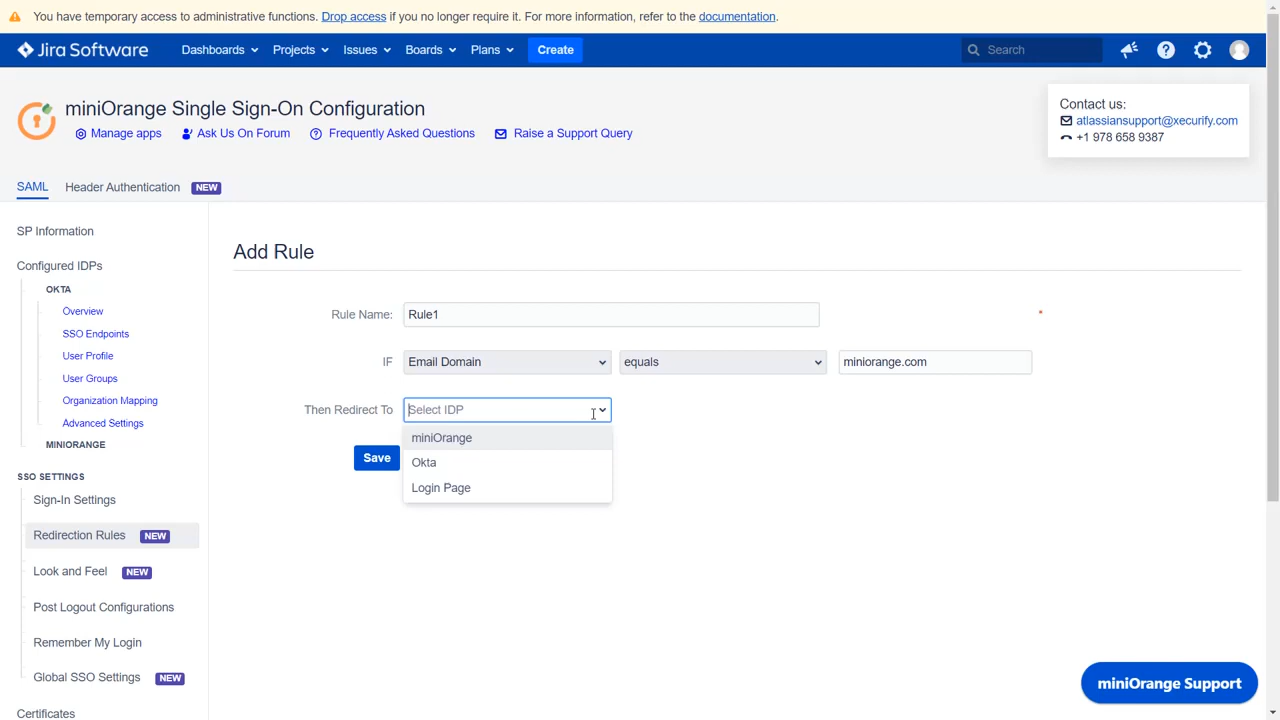 You have temporary access to administrative functions. Drop access if you no longer require it. For more information, refer to the documentation.
Jira Software Dashboards Projects Issues Boards Plans Create Search
miniOrange Single Sign-On Configuration
Manage apps Ask Us On Forum Frequently Asked Questions Raise a Support Query
Contact us:
atlassiansupport@xecurify.com
+1 978 658 9387
SAML Header Authentication NEW
SP Information
Configured IDPs
OKTA
Overview
SSO Endpoints
User Profile
User Groups
Organization Mapping
Advanced Settings
MINIORANGE
SSO SETTINGS
Sign-In Settings
Redirection Rules NEW
Look and Feel NEW
Post Logout Configurations
Remember My Login
Global SSO Settings NEW
Certificates
Add Rule
Rule Name: Rule1 *
IF Email Domain equals miniorange.com
Then Redirect To Select IDP
miniOrange
Okta
Login Page
Save
miniOrange Support